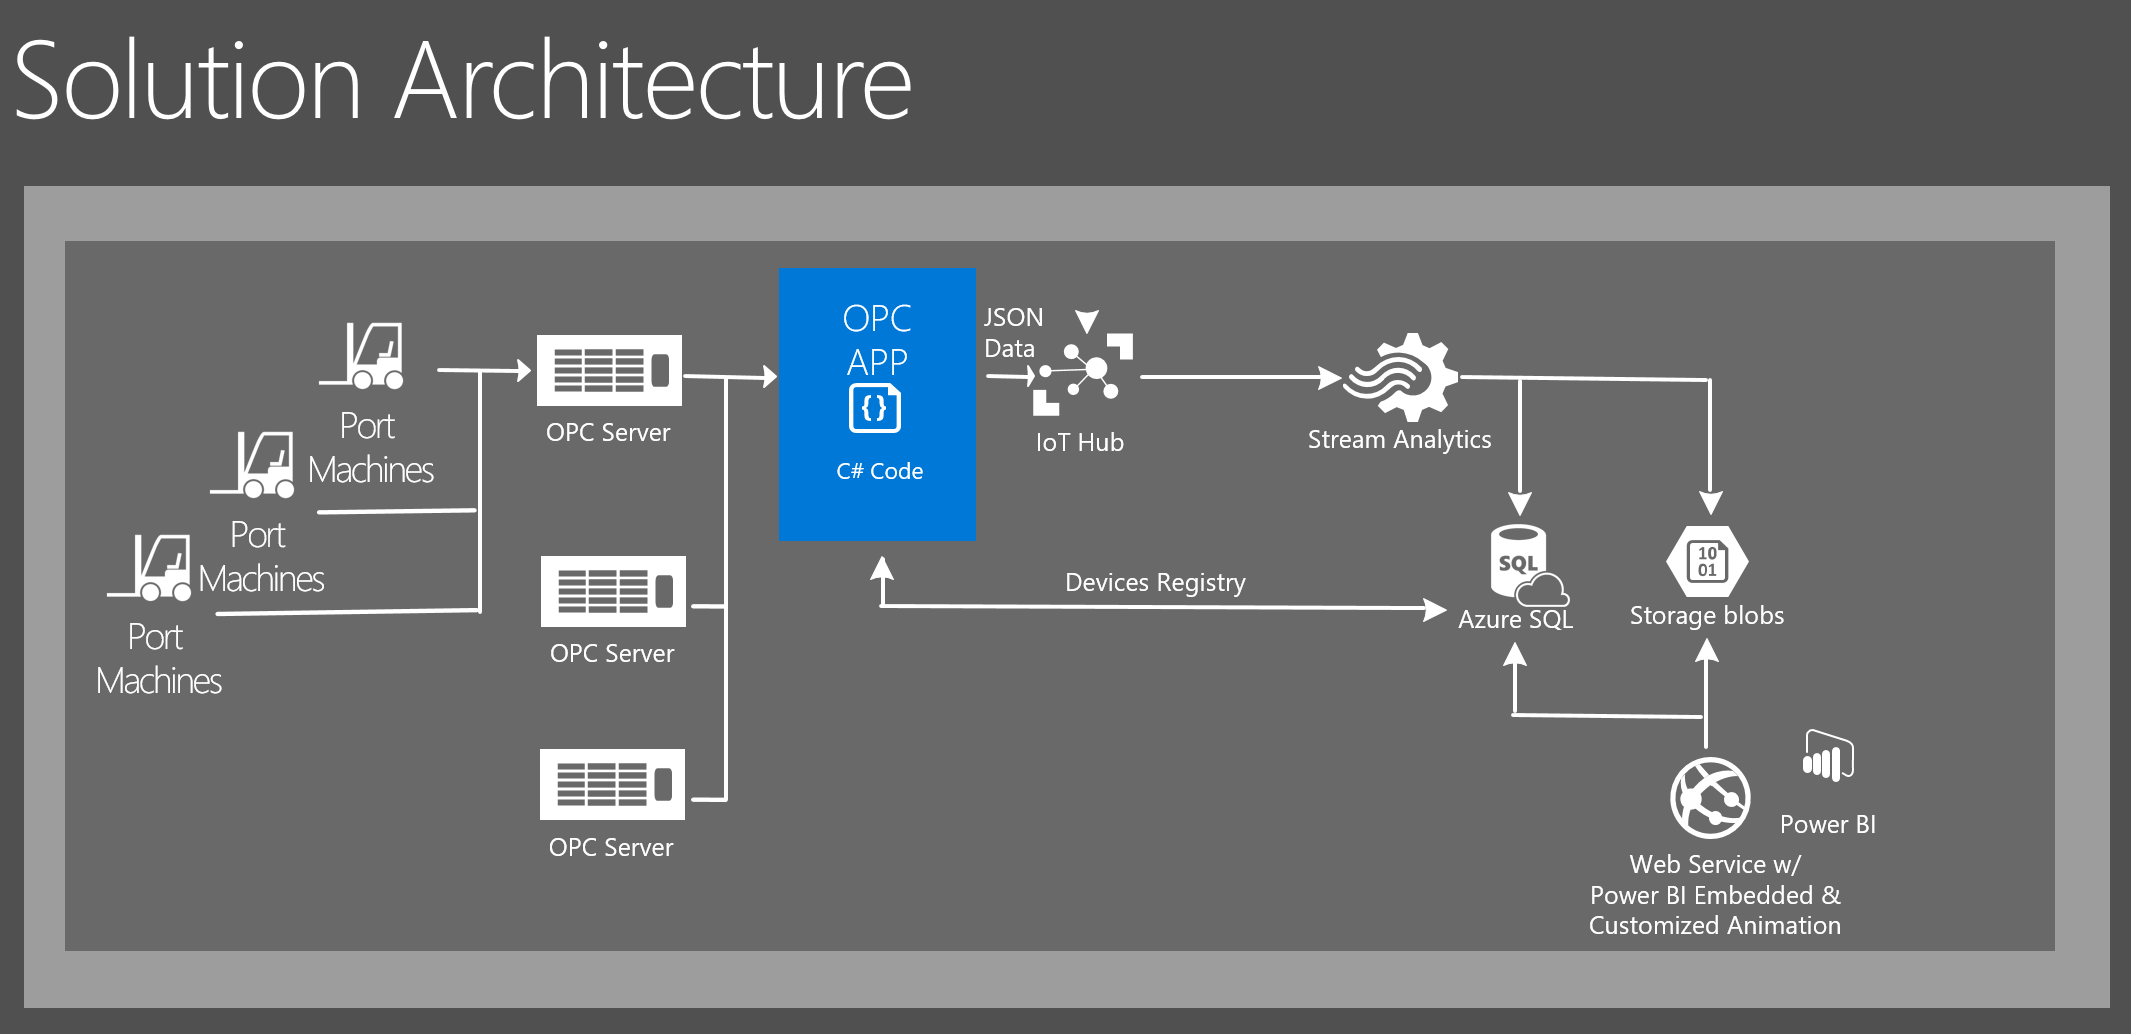 Solution Architecture
Port
Machines
Port
Machines
Port
Machines
OPC Server
OPC Server
OPC Server
OPC
APP
{ }
C# Code
JSON
Data
IoT Hub
Stream Analytics
Devices Registry
SQL
Azure SQL
10
01
Storage blobs
Power BI
Web Service w/
Power BI Embedded &
Customized Animation